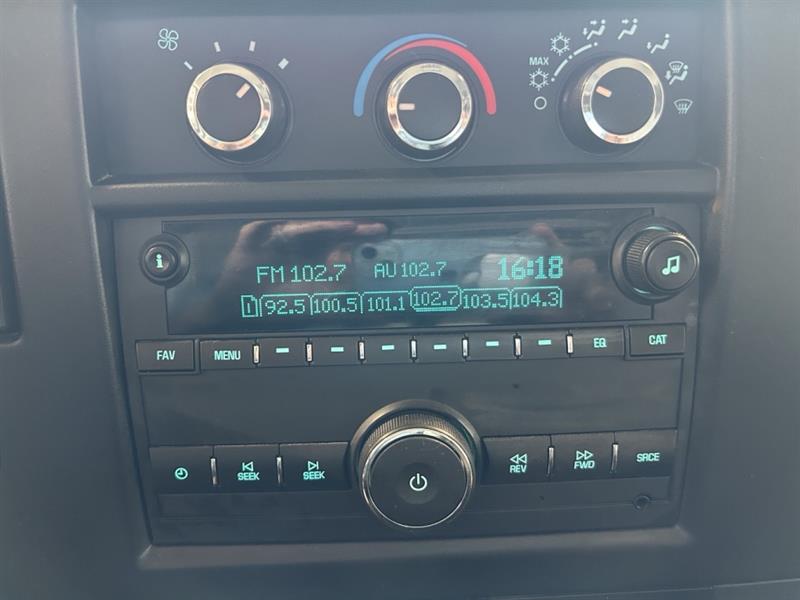 MAX
i
FM 102.7 AU 102.7 16:18
1 92.5 100.5 101.1 102.7 103.5 104.3
FAV MENU EQ CAT
SEEK SEEK REV FWD SRCE